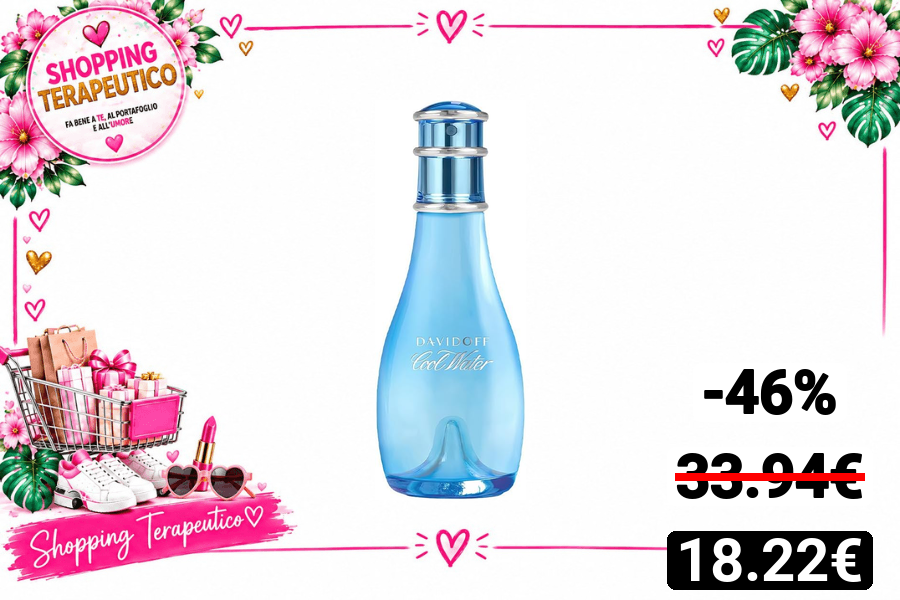 SHOPPING
TERAPEUTICO
FA BENE A TE, AL PORTAFOGLIO
E ALL'UMORE
DAVIDOFF
Cool Water
-46%
33.94€
18.22€
Shopping Terapeutico